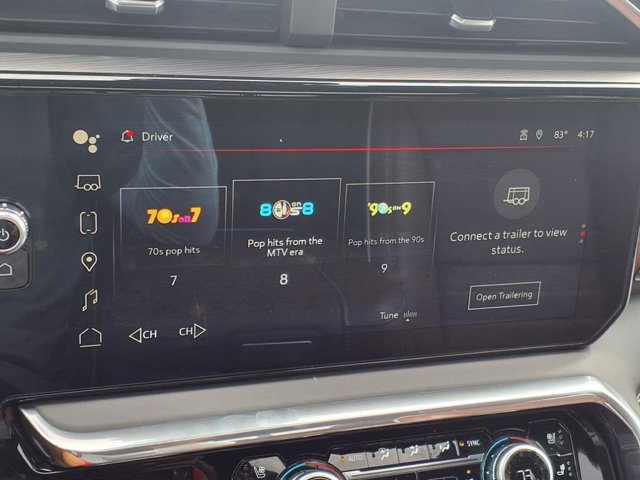 Driver
83° 4:17
70s on 7
70s pop hits
7
80s on 8
Pop hits from the
MTV era
8
'90s on 9
Pop hits from the 90s
9
Connect a trailer to view
status.
Open Trailering
CH CH
Tune
AUTO
SYNC
73